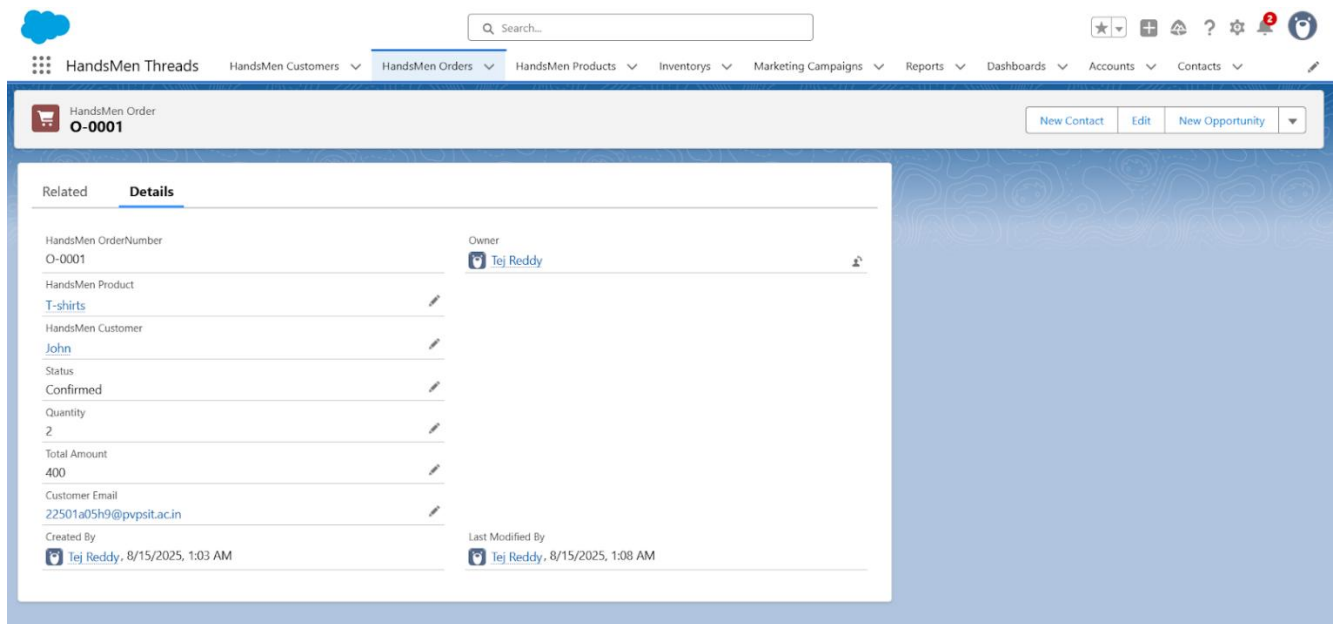 Search...
2
HandsMen Threads HandsMen Customers HandsMen Orders HandsMen Products Inventorys Marketing Campaigns Reports Dashboards Accounts Contacts
HandsMen Order
O-0001
New Contact Edit New Opportunity
Related Details
HandsMen OrderNumber
O-0001
Owner
Tej Reddy
HandsMen Product
T-shirts
HandsMen Customer
John
Status
Confirmed
Quantity
2
Total Amount
400
Customer Email
22501a05h9@pvpsit.ac.in
Created By
Tej Reddy, 8/15/2025, 1:03 AM
Last Modified By
Tej Reddy, 8/15/2025, 1:08 AM